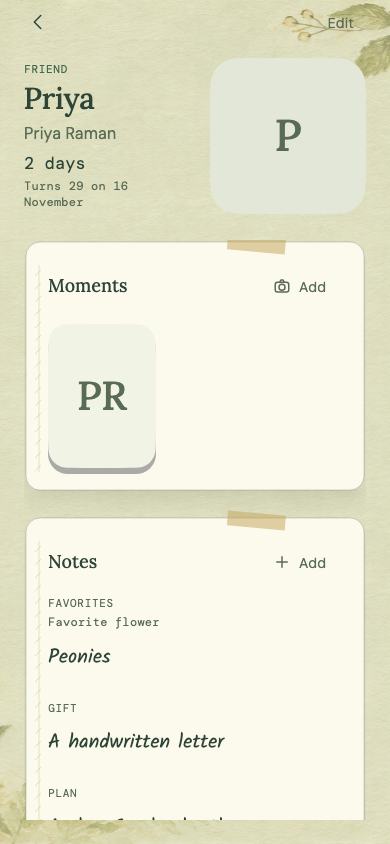 Edit
FRIEND
Priya
Priya Raman
2 days
Turns 29 on 16
November
P
Moments
Add
PR
Notes
Add
FAVORITES
Favorite flower
Peonies
GIFT
A handwritten letter
PLAN